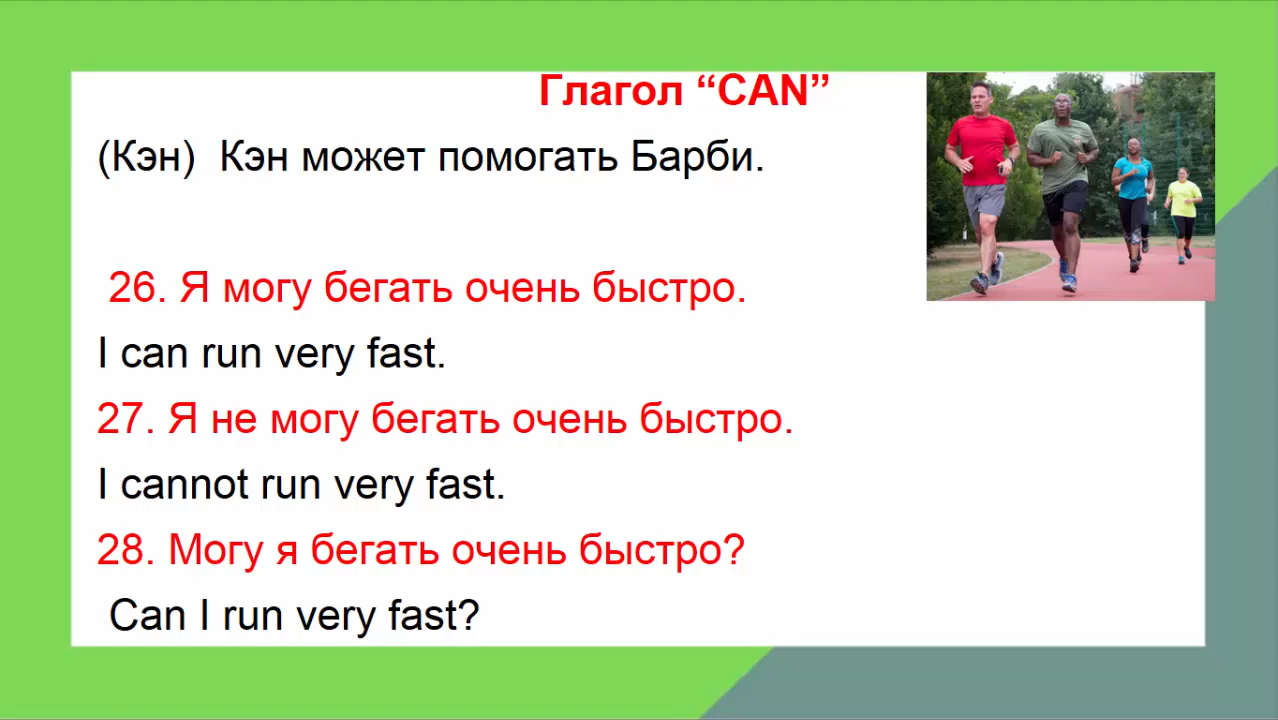 Глагол “CAN”
(Кэн) Кэн может помогать Барби.
26. Я могу бегать очень быстро.
I can run very fast.
27. Я не могу бегать очень быстро.
I cannot run very fast.
28. Могу я бегать очень быстро?
Can I run very fast?